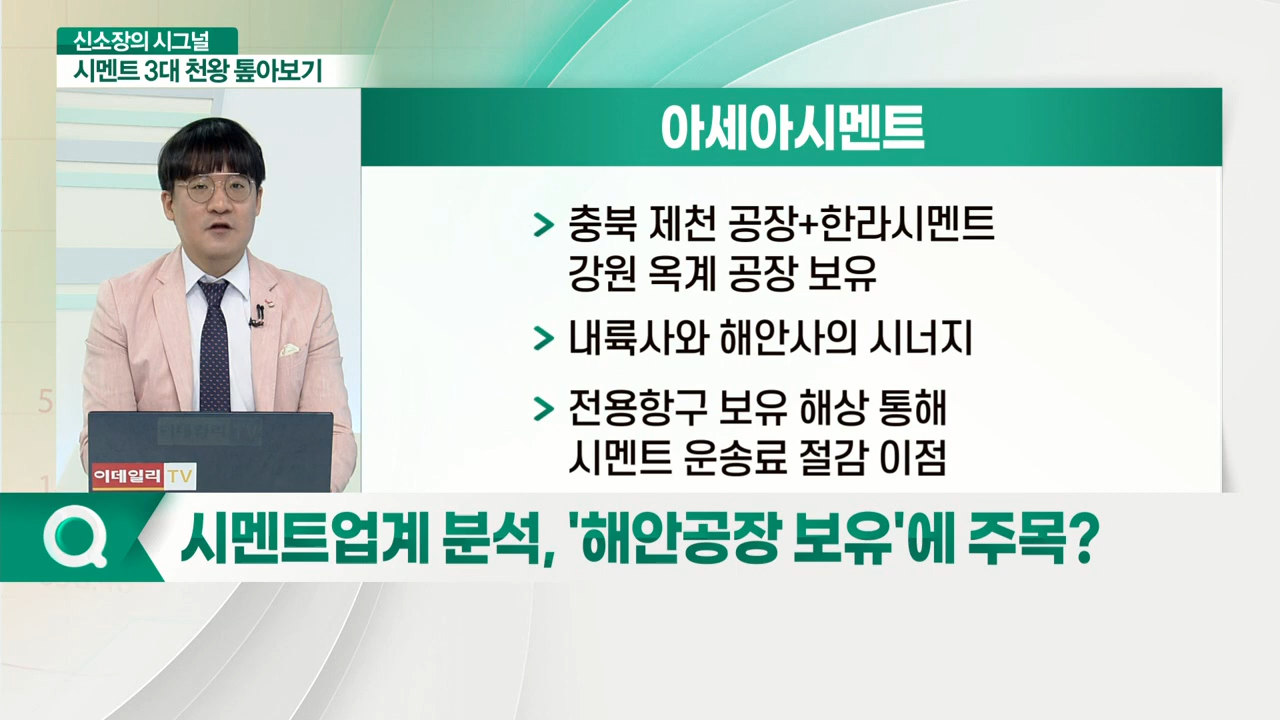 신소장의 시그널
시멘트 3대 천왕 톺아보기
아세아시멘트
> 충북 제천 공장+한라시멘트
강원 옥계 공장 보유
> 내륙사와 해안사의 시너지
> 전용항구 보유 해상 통해
시멘트 운송료 절감 이점
이데일리 TV
시멘트업계 분석, '해안공장 보유'에 주목?